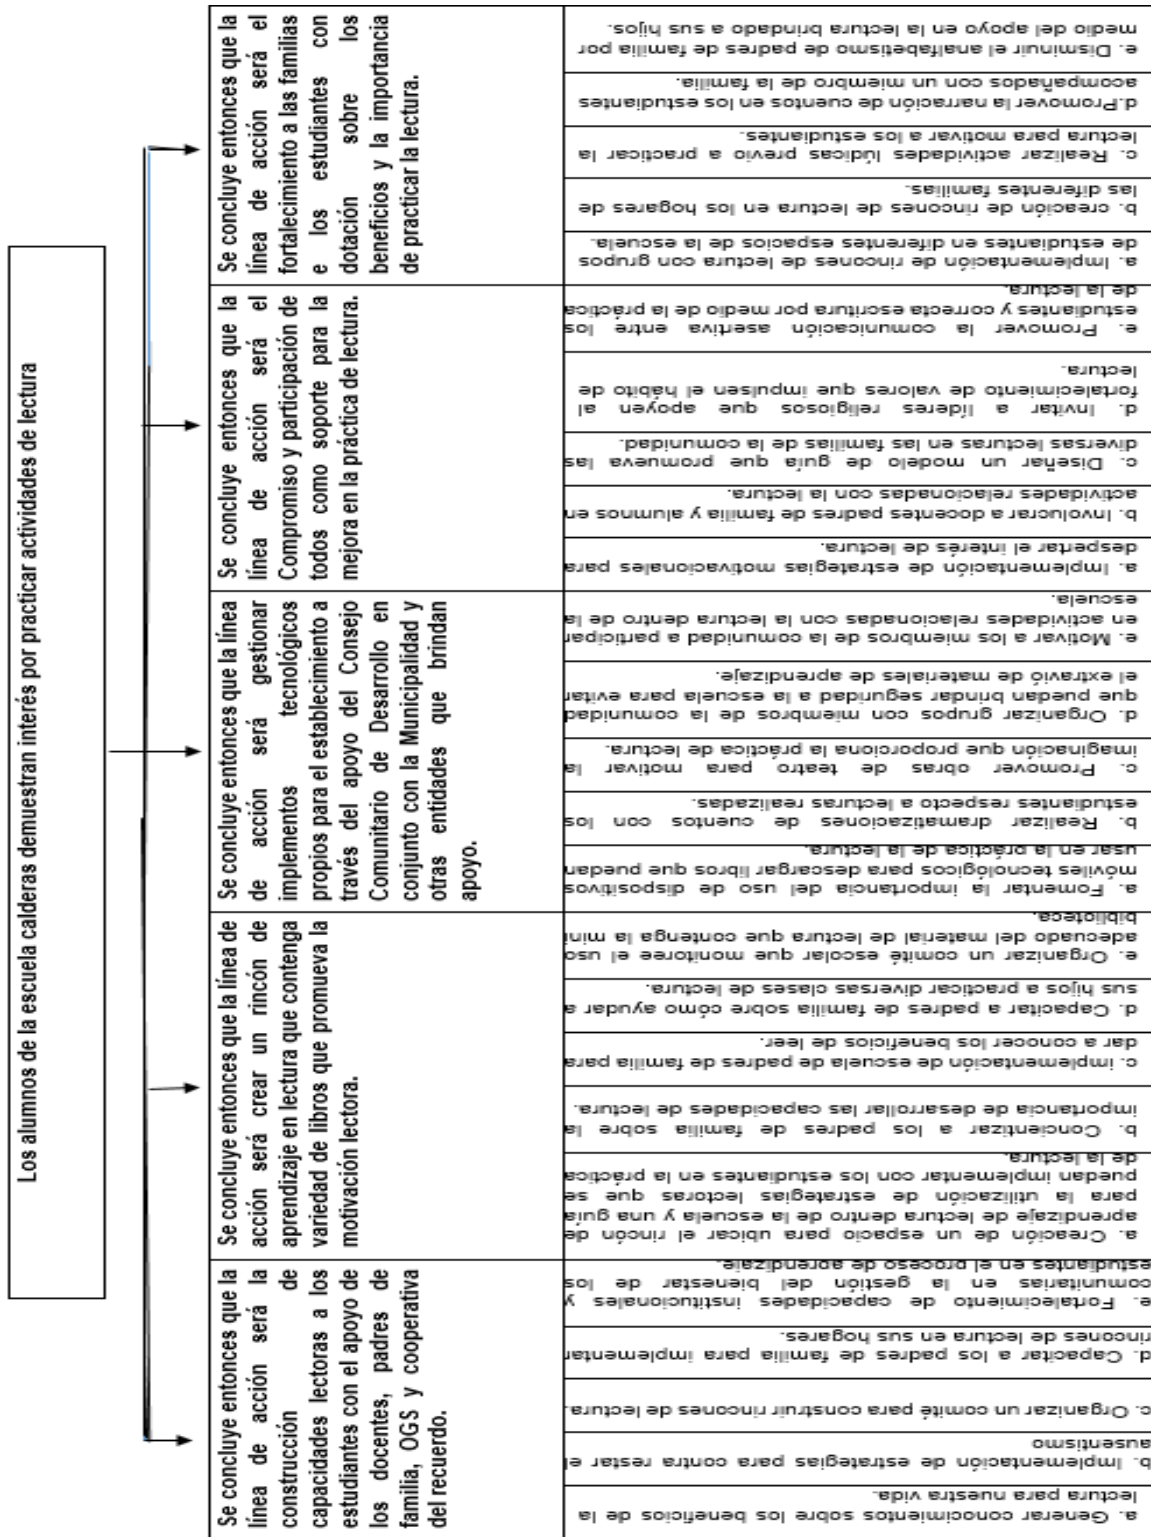 Los alumnos de la escuela calderas demuestran interés por practicar actividades de lectura
Se concluye entonces que la
línea de acción será la
construcción de
capacidades lectoras a los
estudiantes con el apoyo de
los docentes, padres de
familia, OGS y cooperativa
del recuerdo.
Se concluye entonces que la línea de
acción será crear un rincón de
aprendizaje en lectura que contenga
variedad de libros que promueva la
motivación lectora.
Se concluye entonces que la línea
de acción será gestionar
implementos tecnológicos
propios para el establecimiento a
través del apoyo del Consejo
Comunitario de Desarrollo en
conjunto con la Municipalidad y
otras entidades que brindan
apoyo.
Se concluye entonces que la
línea de acción será el
Compromiso y participación de
todos como soporte para la
mejora en la práctica de lectura.
Se concluye entonces que la
línea de acción será el
fortalecimiento a las familias
e los estudiantes con
dotación sobre los
beneficios y la importancia
de practicar la lectura.
a. Generar conocimientos sobre los beneficios de la
lectura para nuestra vida.
b. Implementación de estrategias para contra restar el
ausentismo
c. Organizar un comité para construir rincones de lectura.
d. Capacitar a los padres de familia para implementar
rincones de lectura en sus hogares.
e. Fortalecimiento de capacidades institucionales y
comunitarias en la gestión del bienestar de los
estudiantes en el proceso de aprendizaje.
a. Creación de un espacio para ubicar el rincón de
aprendizaje de lectura dentro de la escuela y una guía
para la utilización de estrategias lectoras que se
puedan implementar con los estudiantes en la práctica
de la lectura.
b. Concientizar a los padres de familia sobre la
importancia de desarrollar las capacidades de lectura.
c. implementación de escuela de padres de familia para
dar a conocer los beneficios de leer.
d. Capacitar a padres de familia sobre cómo ayudar a
sus hijos a practicar diversas clases de lectura.
e. Organizar un comité escolar que monitoree el uso
adecuado del material de lectura que contenga la mini
biblioteca.
a. Fomentar la importancia del uso de dispositivos
móviles tecnológicos para descargar libros que puedan
usar en la práctica de la lectura.
b. Realizar dramatizaciones de cuentos con los
estudiantes respecto a lecturas realizadas.
c. Promover obras de teatro para motivar la
imaginación que proporciona la práctica de lectura.
d. Organizar grupos con miembros de la comunidad
que puedan brindar seguridad a la escuela para evitar
el extravió de materiales de aprendizaje.
e. Motivar a los miembros de la comunidad a participar
en actividades relacionadas con la lectura dentro de la
escuela.
a. Implementación de estrategias motivacionales para
despertar el interés de lectura.
b. Involucrar a docentes padres de familia y alumnos en
actividades relacionadas con la lectura.
c. Diseñar un modelo de guía que promueva las
diversas lecturas en las familias de la comunidad.
d. Invitar a líderes religiosos que apoyen al
fortalecimiento de valores que impulsen el hábito de
lectura.
e. Promover la comunicación asertiva entre los
estudiantes y correcta escritura por medio de la práctica
de la lectura.
a. Implementación de rincones de lectura con grupos
de estudiantes en diferentes espacios de la escuela.
b. creación de rincones de lectura en los hogares de
las diferentes familias.
c. Realizar actividades lúdicas previo a practicar la
lectura para motivar a los estudiantes.
d.Promover la narración de cuentos en los estudiantes
acompañados con un miembro de la familia.
e. Disminuir el analfabetismo de padres de familia por
medio del apoyo en la lectura brindado a sus hijos.